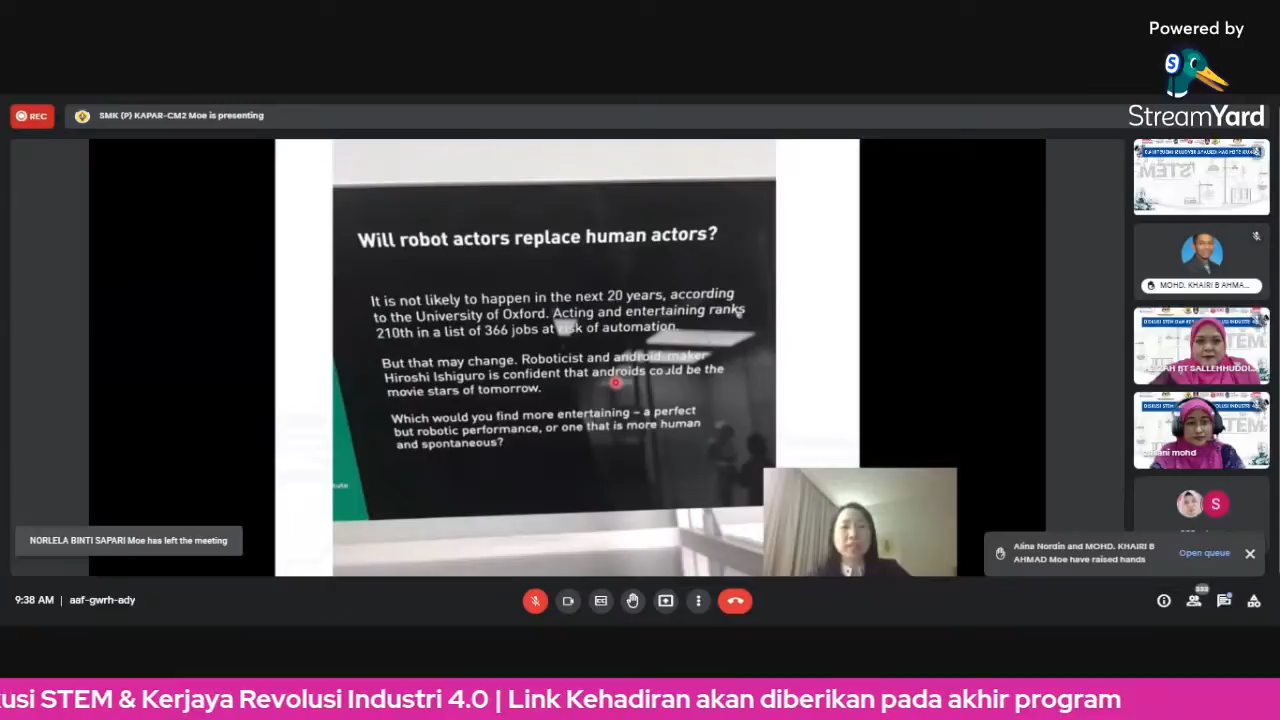 Powered by
StreamYard
REC
SMK (P) KAPAR-CM2 Moe is presenting
Will robot actors replace human actors?
It is not likely to happen in the next 20 years, according
to the University of Oxford. Acting and entertaining ranks
210th in a list of 366 jobs at risk of automation.
But that may change. Roboticist and android-maker
Hiroshi Ishiguro is confident that androids could be the
movie stars of tomorrow.
Which would you find more entertaining – a perfect
but robotic performance, or one that is more human
and spontaneous?
STEM
MOHD. KHAIRI B AHMA...
STEM
mohd
S
NORLELA BINTI SAPARI Moe has left the meeting
Alina Nordin and MOHD. KHAIRI B
AHMAD Moe have raised hands
Open queue
9:38 AM | aaf-gwrh-ady
usi STEM & Kerjaya Revolusi Industri 4.0 | Link Kehadiran akan diberikan pada akhir program